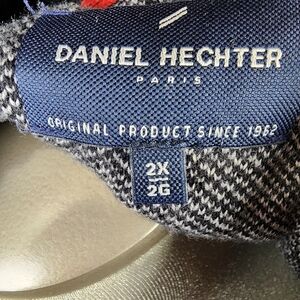 DANIEL HECHTER
PARIS
ORIGINAL PRODUCT SINCE 1962
2X
2G